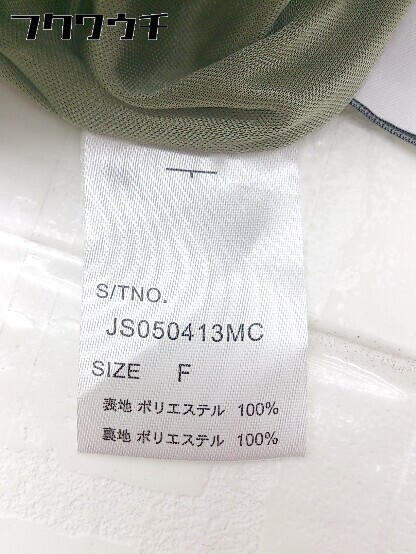 フクウウチ
S/TNO.
JS050413MC
SIZE F
表地 ポリエステル 100%
裏地 ポリエステル 100%